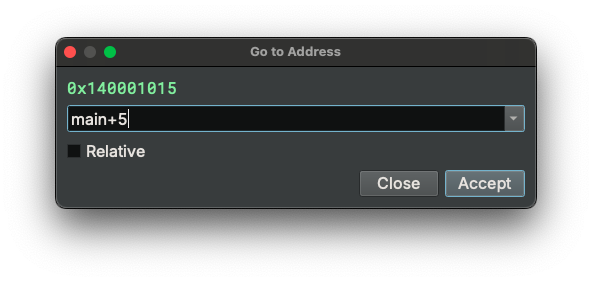 Go to Address
0x140001015
main+5
Relative
Close Accept